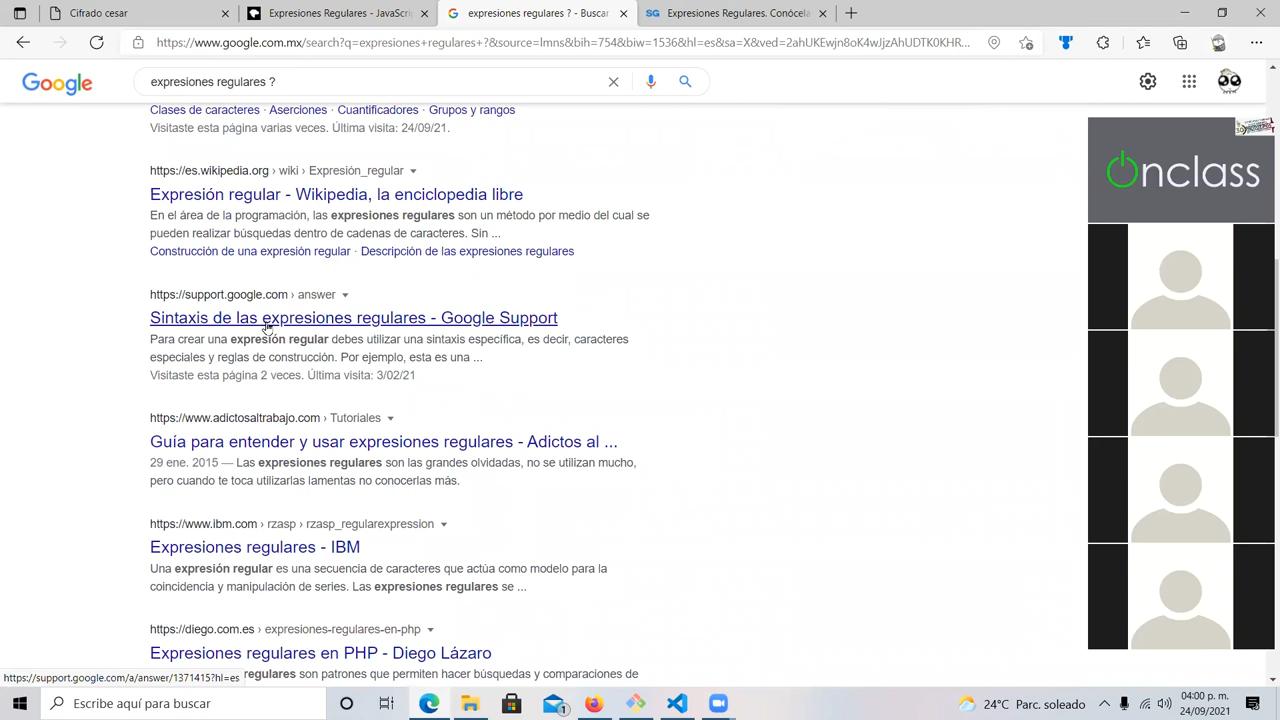 Cifrado
expresiones regulares - JavaScri
expresiones regulares ? - Buscar
SG Expresiones Regulares. Conócela
https://www.google.com.mx/search?q=expresiones+regulares+?&source=lmns&bih=754&biw=1536&hl=es&sa=X&ved=2ahUKEwjn8oK4wJjzAhUDTK0KHR...
Google
expresiones regulares ?
Clases de caracteres · Aserciones · Cuantificadores · Grupos y rangos
Visitaste esta página varias veces. Última visita: 24/09/21.
https://es.wikipedia.org › wiki › Expresión_regular
Expresión regular - Wikipedia, la enciclopedia libre
En el área de la programación, las expresiones regulares son un método por medio del cual se
pueden realizar búsquedas dentro de cadenas de caracteres. Sin ...
Construcción de una expresión regular · Descripción de las expresiones regulares
https://support.google.com › answer
Sintaxis de las expresiones regulares - Google Support
Para crear una expresión regular debes utilizar una sintaxis específica, es decir, caracteres
especiales y reglas de construcción. Por ejemplo, esta es una ...
Visitaste esta página 2 veces. Última visita: 3/02/21
https://www.adictosaltrabajo.com › Tutoriales
Guía para entender y usar expresiones regulares - Adictos al ...
29 ene. 2015 — Las expresiones regulares son las grandes olvidadas, no se utilizan mucho,
pero cuando te toca utilizarlas lamentas no conocerlas más.
https://www.ibm.com › rzasp › rzasp_regularexpression
Expresiones regulares - IBM
Una expresión regular es una secuencia de caracteres que actúa como modelo para la
coincidencia y manipulación de series. Las expresiones regulares se ...
https://diego.com.es › expresiones-regulares-en-php
Expresiones regulares en PHP - Diego Lázaro
regulares son patrones que permiten hacer búsquedas y comparaciones de
https://support.google.com/a/answer/1371415?hl=es
Onclass
Escribe aquí para buscar
1
24°C Parc. soleado
04:00 p. m.
24/09/2021